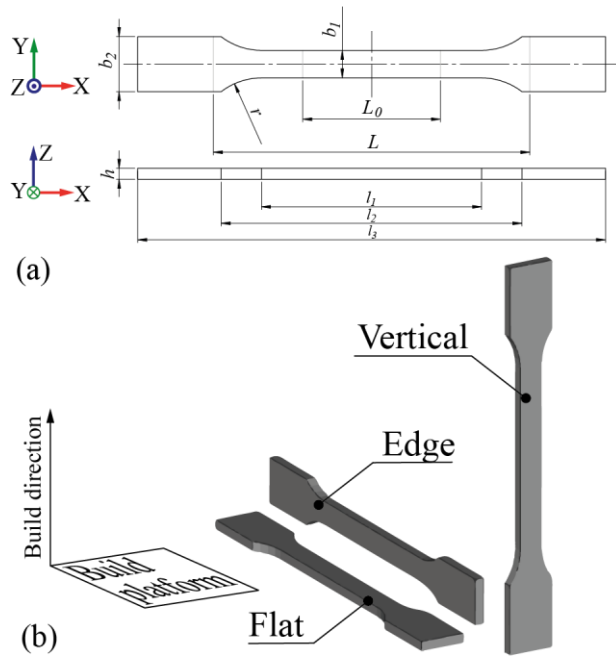 Y
b₂
Z
X
b₁
r
L₀
L
Z
Y
X
h
l₁
l₂
l₃
(a)
Vertical
Edge
Build direction
Build
platform
Flat
(b)